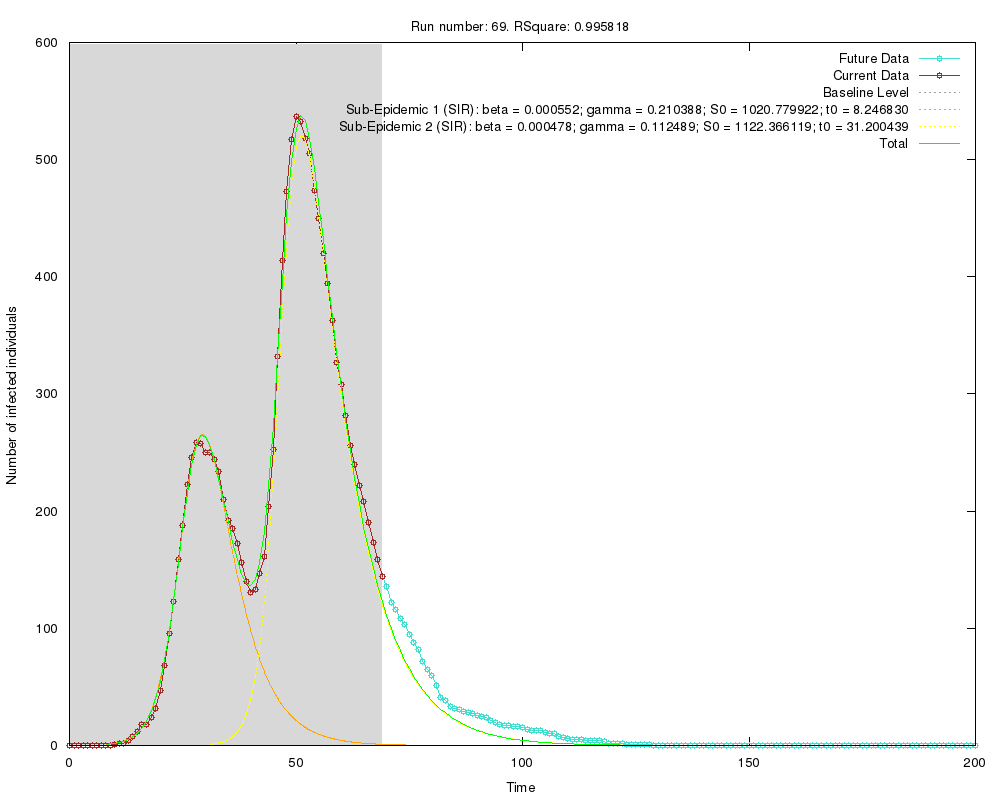 Run number: 69. RSquare: 0.995818
600
500
400
300
200
100
0
Number of infected individuals
Future Data
Current Data
Baseline Level
Sub-Epidemic 1 (SIR): beta = 0.000552; gamma = 0.210388; S0 = 1020.779922; t0 = 8.246830
Sub-Epidemic 2 (SIR): beta = 0.000478; gamma = 0.112489; S0 = 1122.366119; t0 = 31.200439
Total
0 50 100 150 200
Time